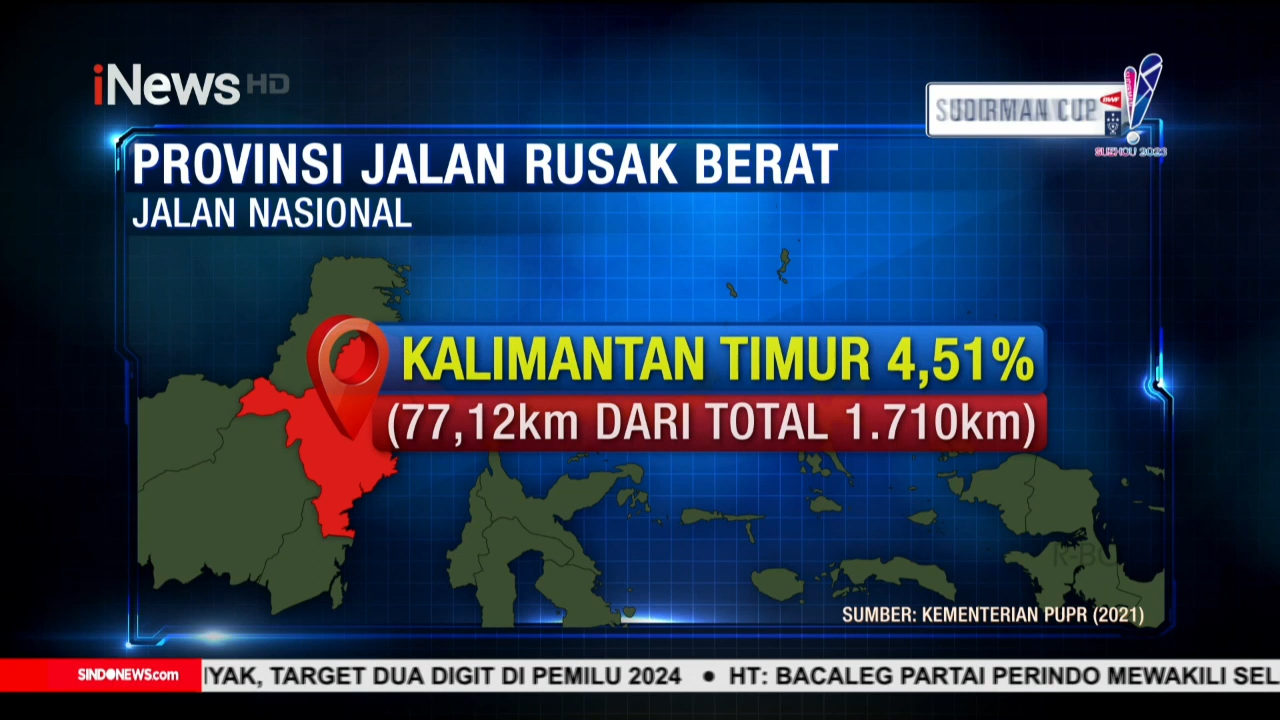 iNews HD
SUDIRMAN CUP
BWF
SUZHOU 2023
PROVINSI JALAN RUSAK BERAT
JALAN NASIONAL
KALIMANTAN TIMUR 4,51%
(77,12km DARI TOTAL 1.710km)
SUMBER: KEMENTERIAN PUPR (2021)
SINDONEWS.com
IYAK, TARGET DUA DIGIT DI PEMILU 2024 • HT: BACALEG PARTAI PERINDO MEWAKILI SEL